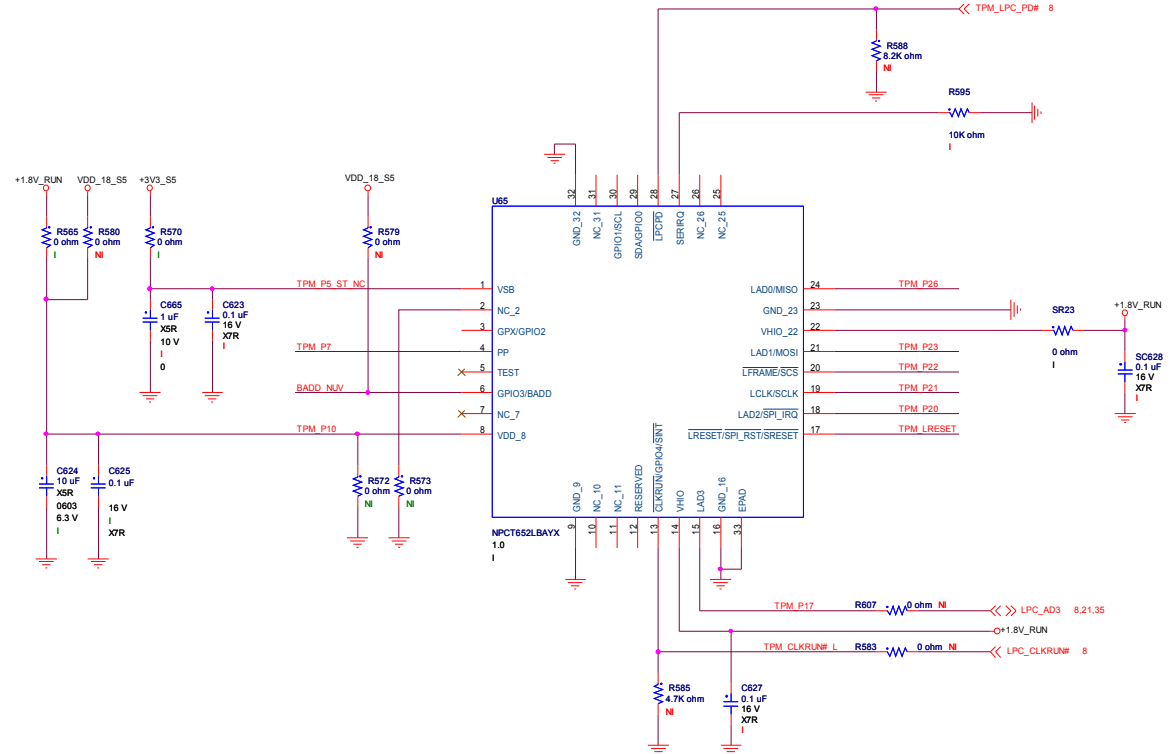 TPM_LPC_PD# 8
R588
8.2K ohm
NI
R595
10K ohm
I
+1.8V_RUN VDD_18_S5 +3V3_S5 VDD_18_S5
R565
0 ohm
I
R580
0 ohm
NI
R570
0 ohm
I
R579
0 ohm
NI
U65
32 31 30 29 28 27 26 25
GND_32
NC_31
GPIO1/SCL
SDA/GPIO0
LPCPD
SERIRQ
NC_26
NC_25
TPM_P5_ST_NC 1 VSB
2 NC_2
3 GPX/GPIO2
TPM_P7 4 PP
5 TEST
BADD_NUV 6 GPIO3/BADD
7 NC_7
TPM_P10 8 VDD_8
LAD0/MISO 24 TPM_P26
GND_23 23
VHIO_22 22
LAD1/MOSI 21 TPM_P23
LFRAME/SCS 20 TPM_P22
LCLK/SCLK 19 TPM_P21
LAD2/SPI_IRQ 18 TPM_P20
LRESET/SPI_RST/SRESET 17 TPM_LRESET
C665
1 uF
X5R
10 V
I
0
C623
0.1 uF
16 V
X7R
I
SR23
0 ohm
I
+1.8V_RUN
SC628
0.1 uF
16 V
X7R
I
C624
10 uF
X5R
0603
6.3 V
I
C625
0.1 uF
16 V
I
X7R
R572
0 ohm
NI
R573
0 ohm
NI
GND_9
NC_10
NC_11
RESERVED
CLKRUN/GPIO4/SINT
VHIO
LAD3
GND_16
EPAD
9 10 11 12 13 14 15 16 33
NPCT652LBAYX
1.0
I
TPM_P17 R607 0 ohm NI LPC_AD3 8,21,35
+1.8V_RUN
TPM_CLKRUN#_L R583 0 ohm NI LPC_CLKRUN# 8
R585
4.7K ohm
NI
C627
0.1 uF
16 V
X7R
I